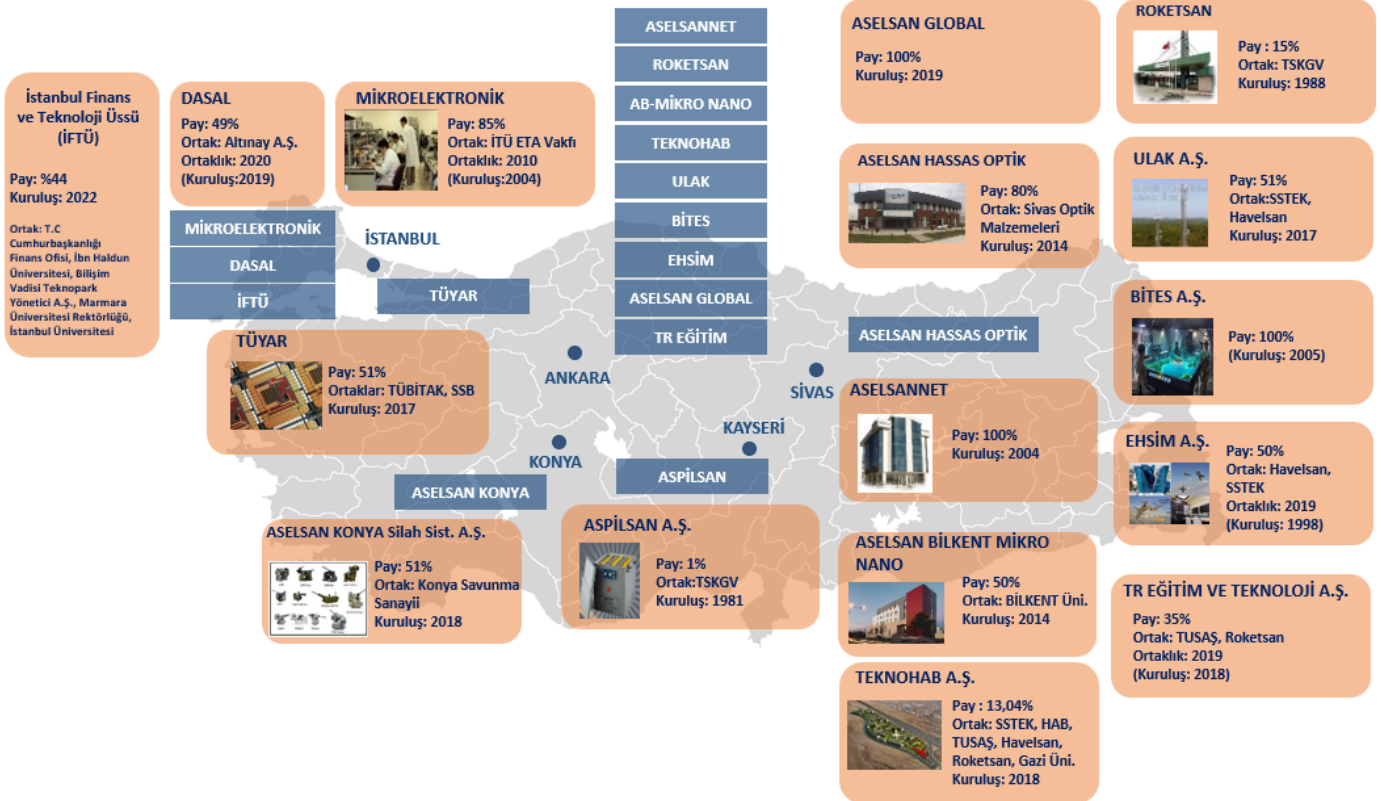 İstanbul Finans
ve Teknoloji Üssü
(İFTÜ)
Pay: %44
Kuruluş: 2022
Ortak: T.C
Cumhurbaşkanlığı
Finans Ofisi, İbn Haldun
Üniversitesi, Bilişim
Vadisi Teknopark
Yönetici A.Ş., Marmara
Üniversitesi Rektörlüğü,
İstanbul Üniversitesi
DASAL
Pay: 49%
Ortak: Altınay A.Ş.
Ortaklık: 2020
(Kuruluş:2019)
MİKROELEKTRONİK
Pay: 85%
Ortak: İTÜ ETA Vakfı
Ortaklık: 2010
(Kuruluş:2004)
MİKROELEKTRONİK
DASAL
İFTÜ
İSTANBUL
TÜYAR
TÜYAR
Pay: 51%
Ortaklar: TÜBİTAK, SSB
Kuruluş: 2017
ASELSANNET
ROKETSAN
AB-MİKRO NANO
TEKNOHAB
ULAK
BİTES
EHSİM
ASELSAN GLOBAL
TR EĞİTİM
ANKARA
KONYA
ASELSAN KONYA
ASELSAN KONYA Silah Sist. A.Ş.
Pay: 51%
Ortak: Konya Savunma
Sanayii
Kuruluş: 2018
KAYSERİ
ASPİLSAN
ASPİLSAN A.Ş.
Pay: 1%
Ortak:TSKGV
Kuruluş: 1981
SİVAS
ASELSAN HASSAS OPTİK
ASELSAN GLOBAL
Pay: 100%
Kuruluş: 2019
ASELSAN HASSAS OPTİK
Pay: 80%
Ortak: Sivas Optik
Malzemeleri
Kuruluş: 2014
ASELSANNET
Pay: 100%
Kuruluş: 2004
ASELSAN BİLKENT MİKRO
NANO
Pay: 50%
Ortak: BİLKENT Üni.
Kuruluş: 2014
TEKNOHAB A.Ş.
Pay : 13,04%
Ortak: SSTEK, HAB,
TUSAŞ, Havelsan,
Roketsan, Gazi Üni.
Kuruluş: 2018
ROKETSAN
Pay : 15%
Ortak: TSKGV
Kuruluş: 1988
ULAK A.Ş.
Pay: 51%
Ortak:SSTEK,
Havelsan
Kuruluş: 2017
BİTES A.Ş.
Pay: 100%
(Kuruluş: 2005)
EHSİM A.Ş.
Pay: 50%
Ortak: Havelsan,
SSTEK
Ortaklık: 2019
(Kuruluş: 1998)
TR EĞİTİM VE TEKNOLOJİ A.Ş.
Pay: 35%
Ortak: TUSAŞ, Roketsan
Ortaklık: 2019
(Kuruluş: 2018)